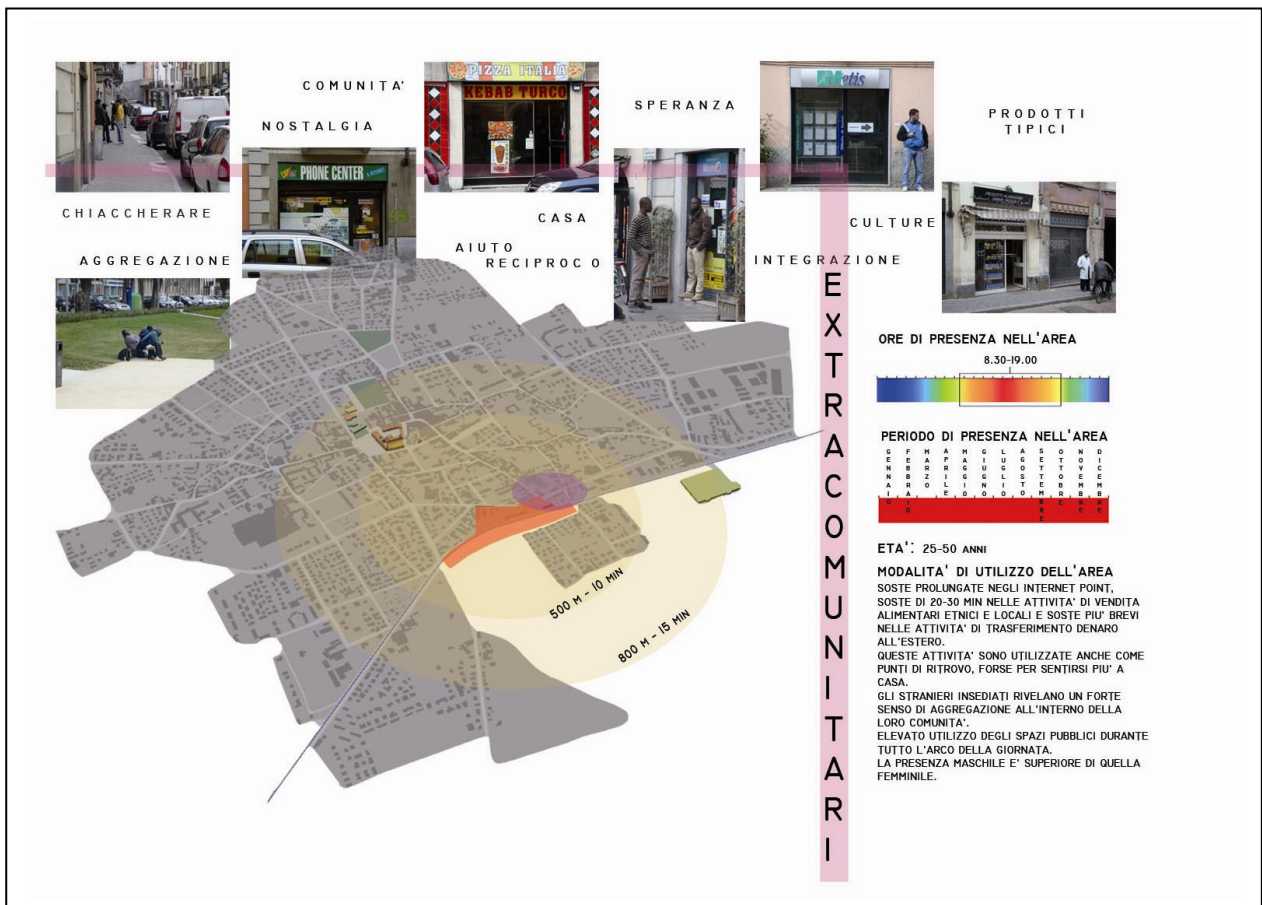 COMUNITA'
NOSTALGIA
PIZZA ITALIA
KEBAB TURCO
SPERANZA
Metis
PRODOTTI
TIPICI
PHONE CENTER
CHIACCHERARE
CASA
CULTURE
AGGREGAZIONE
AIUTO
RECIPROCO
INTEGRAZIONE
EXTRACOMUNITARI
ORE DI PRESENZA NELL'AREA
8.30-19.00
PERIODO DI PRESENZA NELL'AREA
GENNAIO
FEBBRAIO
MARZO
APRILE
MAGGIO
GIUGNO
LUGLIO
AGOSTO
SETTEMBRE
OTTOBRE
NOVEMBRE
DICEMBRE
500 M - 10 MIN
800 M - 15 MIN
ETA': 25-50 ANNI
MODALITA' DI UTILIZZO DELL'AREA
SOSTE PROLUNGATE NEGLI INTERNET POINT,
SOSTE DI 20-30 MIN NELLE ATTIVITA' DI VENDITA
ALIMENTARI ETNICI E LOCALI E SOSTE PIU' BREVI
NELLE ATTIVITA' DI TRASFERIMENTO DENARO
ALL'ESTERO.
QUESTE ATTIVITA' SONO UTILIZZATE ANCHE COME
PUNTI DI RITROVO, FORSE PER SENTIRSI PIU' A
CASA.
GLI STRANIERI INSEDIATI RIVELANO UN FORTE
SENSO DI AGGREGAZIONE ALL'INTERNO DELLA
LORO COMUNITA'.
ELEVATO UTILIZZO DEGLI SPAZI PUBBLICI DURANTE
TUTTO L'ARCO DELLA GIORNATA.
LA PRESENZA MASCHILE E' SUPERIORE DI QUELLA
FEMMINILE.